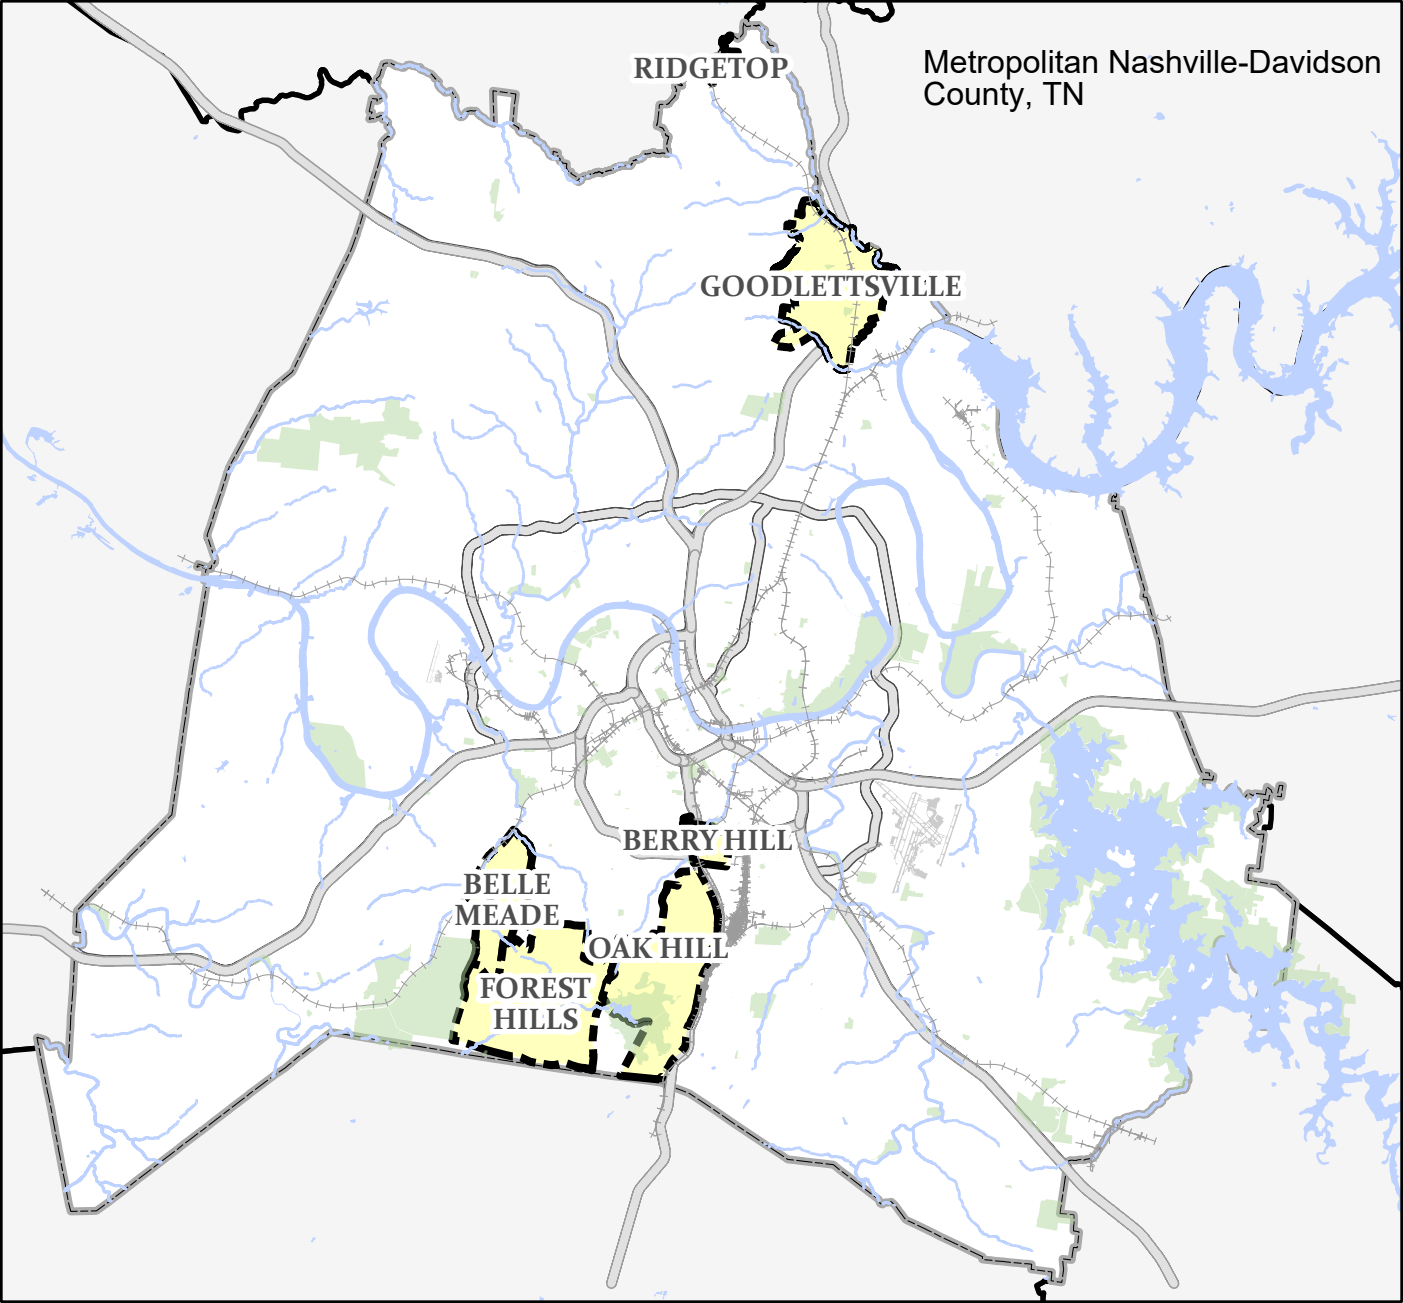 RIDGETOP
Metropolitan Nashville-Davidson
County, TN
GOODLETTSVILLE
BERRY HILL
BELLE
MEADE
OAK HILL
FOREST
HILLS